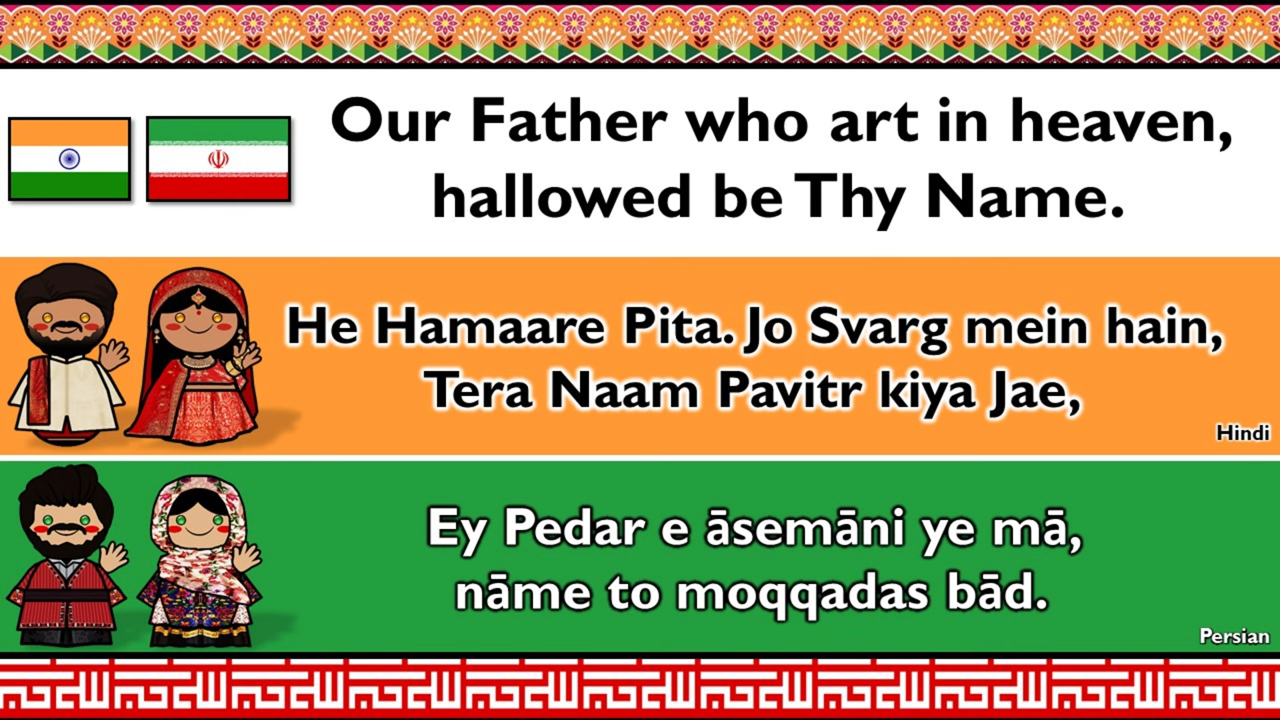 Our Father who art in heaven,
hallowed be Thy Name.
He Hamaare Pita. Jo Svarg mein hain,
Tera Naam Pavitr kiya Jae,
Hindi
Ey Pedar e āsemāni ye mā,
nāme to moqqadas bād.
Persian